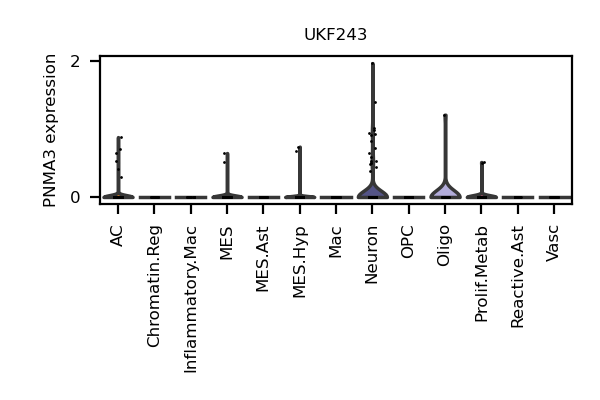 UKF243
PNMA3 expression
2
0
AC
Chromatin.Reg
Inflammatory.Mac
MES
MES.Ast
MES.Hyp
Mac
Neuron
OPC
Oligo
Prolif.Metab
Reactive.Ast
Vasc